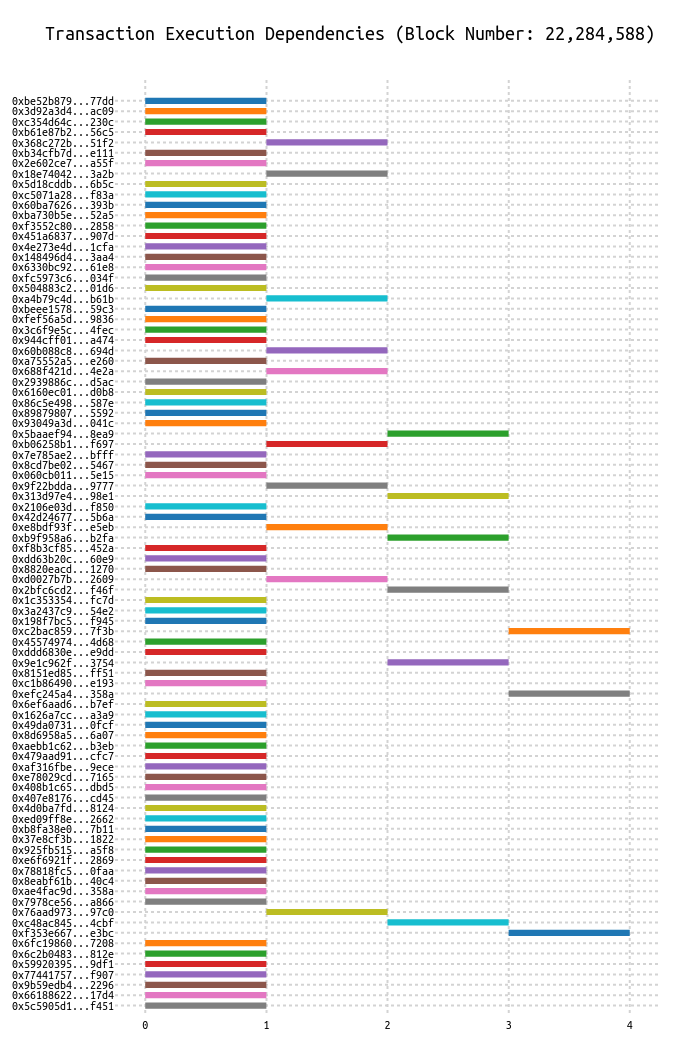 Transaction Execution Dependencies (Block Number: 22,284,588)
0xbe52b879...77dd
0x3d92a3d4...ac09
0xc354d64c...230c
0xb61e87b2...56c5
0x368c272b...51f2
0xb34cfb7d...e111
0x2e602ce7...a55f
0x18e74042...3a2b
0x5d18cddb...6b5c
0xc5071a28...f83a
0x60ba7626...393b
0xba730b5e...52a5
0xf3552c80...2858
0x451a6837...907d
0x4e273e4d...1cfa
0x148496d4...3aa4
0x6330bc92...61e8
0xfc5973c6...034f
0x504883c2...01d6
0xa4b79c4d...b61b
0xbeee1578...59c3
0xfef56a5d...9836
0x3c6f9e5c...4fec
0x944cff01...a474
0x60b088c8...694d
0xa75552a5...e260
0x688f421d...4e2a
0x2939886c...d5ac
0x6160ec01...d0b8
0x86c5e498...587e
0x89879807...5592
0x93049a3d...041c
0x5baaef94...8ea9
0xb06258b1...f697
0x7e785ae2...bfff
0x8cd7be02...5467
0x060cb011...5e15
0x9f22bdda...9777
0x313d97e4...98e1
0x2106e03d...f850
0x42d24677...5b6a
0xe8bdf93f...e5eb
0xb9f958a6...b2fa
0xf8b3cf85...452a
0xdd63b20c...60e9
0x8820eacd...1270
0xd0027b7b...2609
0x2bfc6cd2...f46f
0x1c353354...fc7d
0x3a2437c9...54e2
0x198f7bc5...f945
0xc2bac859...7f3b
0x45574974...4d68
0xddd6830e...e9dd
0x9e1c962f...3754
0x8151ed85...ff51
0xc1b86490...e193
0xefc245a4...358a
0x6ef6aad6...b7ef
0x1626a7cc...a3a9
0x49da0731...0fcf
0x8d6958a5...6a07
0xaebb1c62...b3eb
0x479aad91...cfc7
0xaf316fbe...9ece
0xe78029cd...7165
0x408b1c65...dbd5
0x407e8176...cd45
0x4d0ba7fd...8124
0xed09ff8e...2662
0xb8fa38e0...7b11
0x37e8cf3b...1822
0x925fb515...a5f8
0xe6f6921f...2869
0x78818fc5...0faa
0x8eabf61b...40c4
0xae4fac9d...358a
0x7978ce56...a866
0x76aad973...97c0
0xc48ac845...4cbf
0xf353e667...e3bc
0x6fc19860...7208
0x6c2b0483...812e
0x59920395...9df1
0x77441757...f907
0x9b59edb4...2296
0x66188622...17d4
0x5c5905d1...f451
0 1 2 3 4